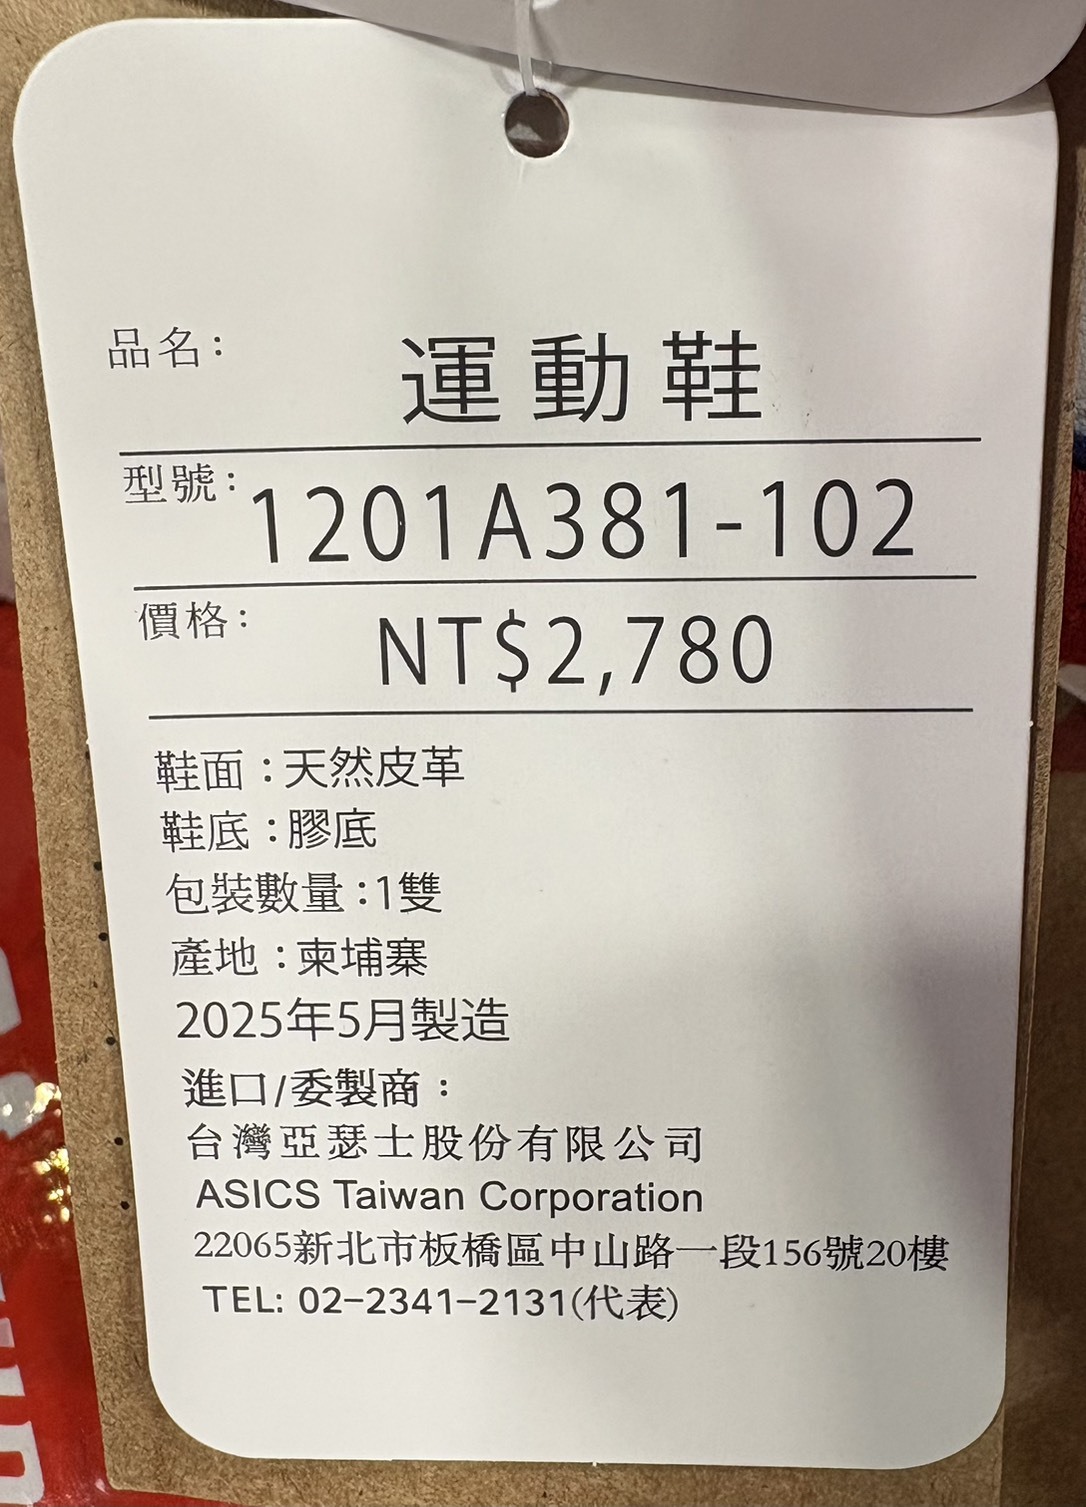 品名：運動鞋
型號：1201A381-102
價格：NT$2,780
鞋面：天然皮革
鞋底：膠底
包裝數量：1雙
產地：柬埔寨
2025年5月製造
進口/委製商：
台灣亞瑟士股份有限公司
ASICS Taiwan Corporation
22065新北市板橋區中山路一段156號20樓
TEL: 02-2341-2131(代表)